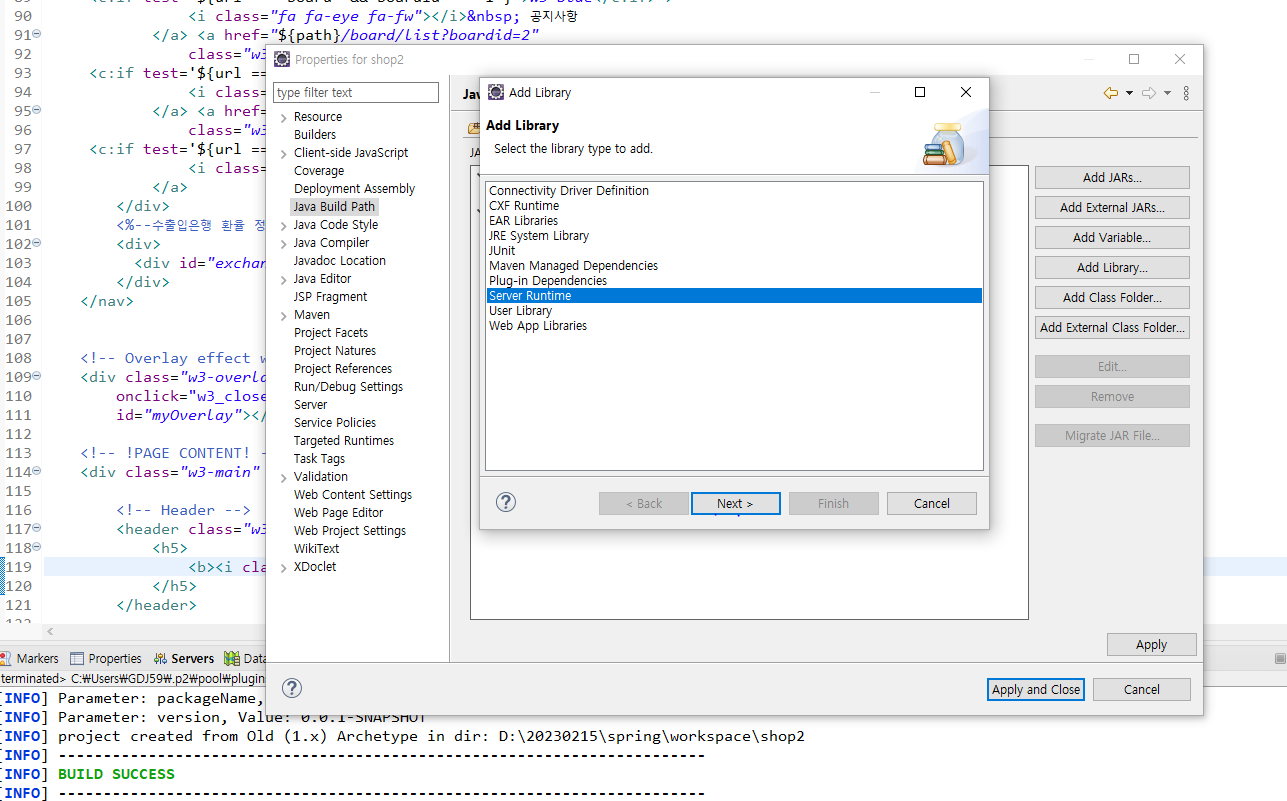 90 <i class="fa fa-eye fa-fw"></i>&nbsp; 공지사항
91 </a> <a href="${path}/board/list?boardid=2"
92 class="w3
93 <c:if test='${url ==
94 <i class=
95 </a> <a href=
96 class="w3
97 <c:if test='${url ==
98 <i class=
99 </a>
100 </div>
101 <%--수출입은행 환율 정
102 <div>
103 <div id="exchan
104 </div>
105 </nav>
106
107
108 <!-- Overlay effect w
109 <div class="w3-overla
110 onclick="w3_close
111 id="myOverlay"></
112
113 <!-- !PAGE CONTENT! -
114 <div class="w3-main"
115
116 <!-- Header -->
117 <header class="w3
118 <h5>
119 <b><i cla
120 </h5>
121 </header>
Properties for shop2
type filter text
Resource
Builders
Client-side JavaScript
Coverage
Deployment Assembly
Java Build Path
Java Code Style
Java Compiler
Javadoc Location
Java Editor
JSP Fragment
Maven
Project Facets
Project Natures
Project References
Run/Debug Settings
Server
Service Policies
Targeted Runtimes
Task Tags
Validation
Web Content Settings
Web Page Editor
Web Project Settings
WikiText
XDoclet
Add Library
Add Library
Select the library type to add.
Connectivity Driver Definition
CXF Runtime
EAR Libraries
JRE System Library
JUnit
Maven Managed Dependencies
Plug-in Dependencies
Server Runtime
User Library
Web App Libraries
< Back
Next >
Finish
Cancel
Add JARs...
Add External JARs...
Add Variable...
Add Library...
Add Class Folder...
Add External Class Folder...
Edit...
Remove
Migrate JAR File...
Apply
Apply and Close
Cancel
Markers Properties Servers Data
terminated> C:₩Users₩GDJ59₩.p2₩pool₩plugin
[INFO] Parameter: packageName,
[INFO] Parameter: version, Value: 0.0.1-SNAPSHOT
[INFO] project created from Old (1.x) Archetype in dir: D:\20230215\spring\workspace\shop2
[INFO] ------------------------------------------------------------------------
[INFO] BUILD SUCCESS
[INFO] ------------------------------------------------------------------------